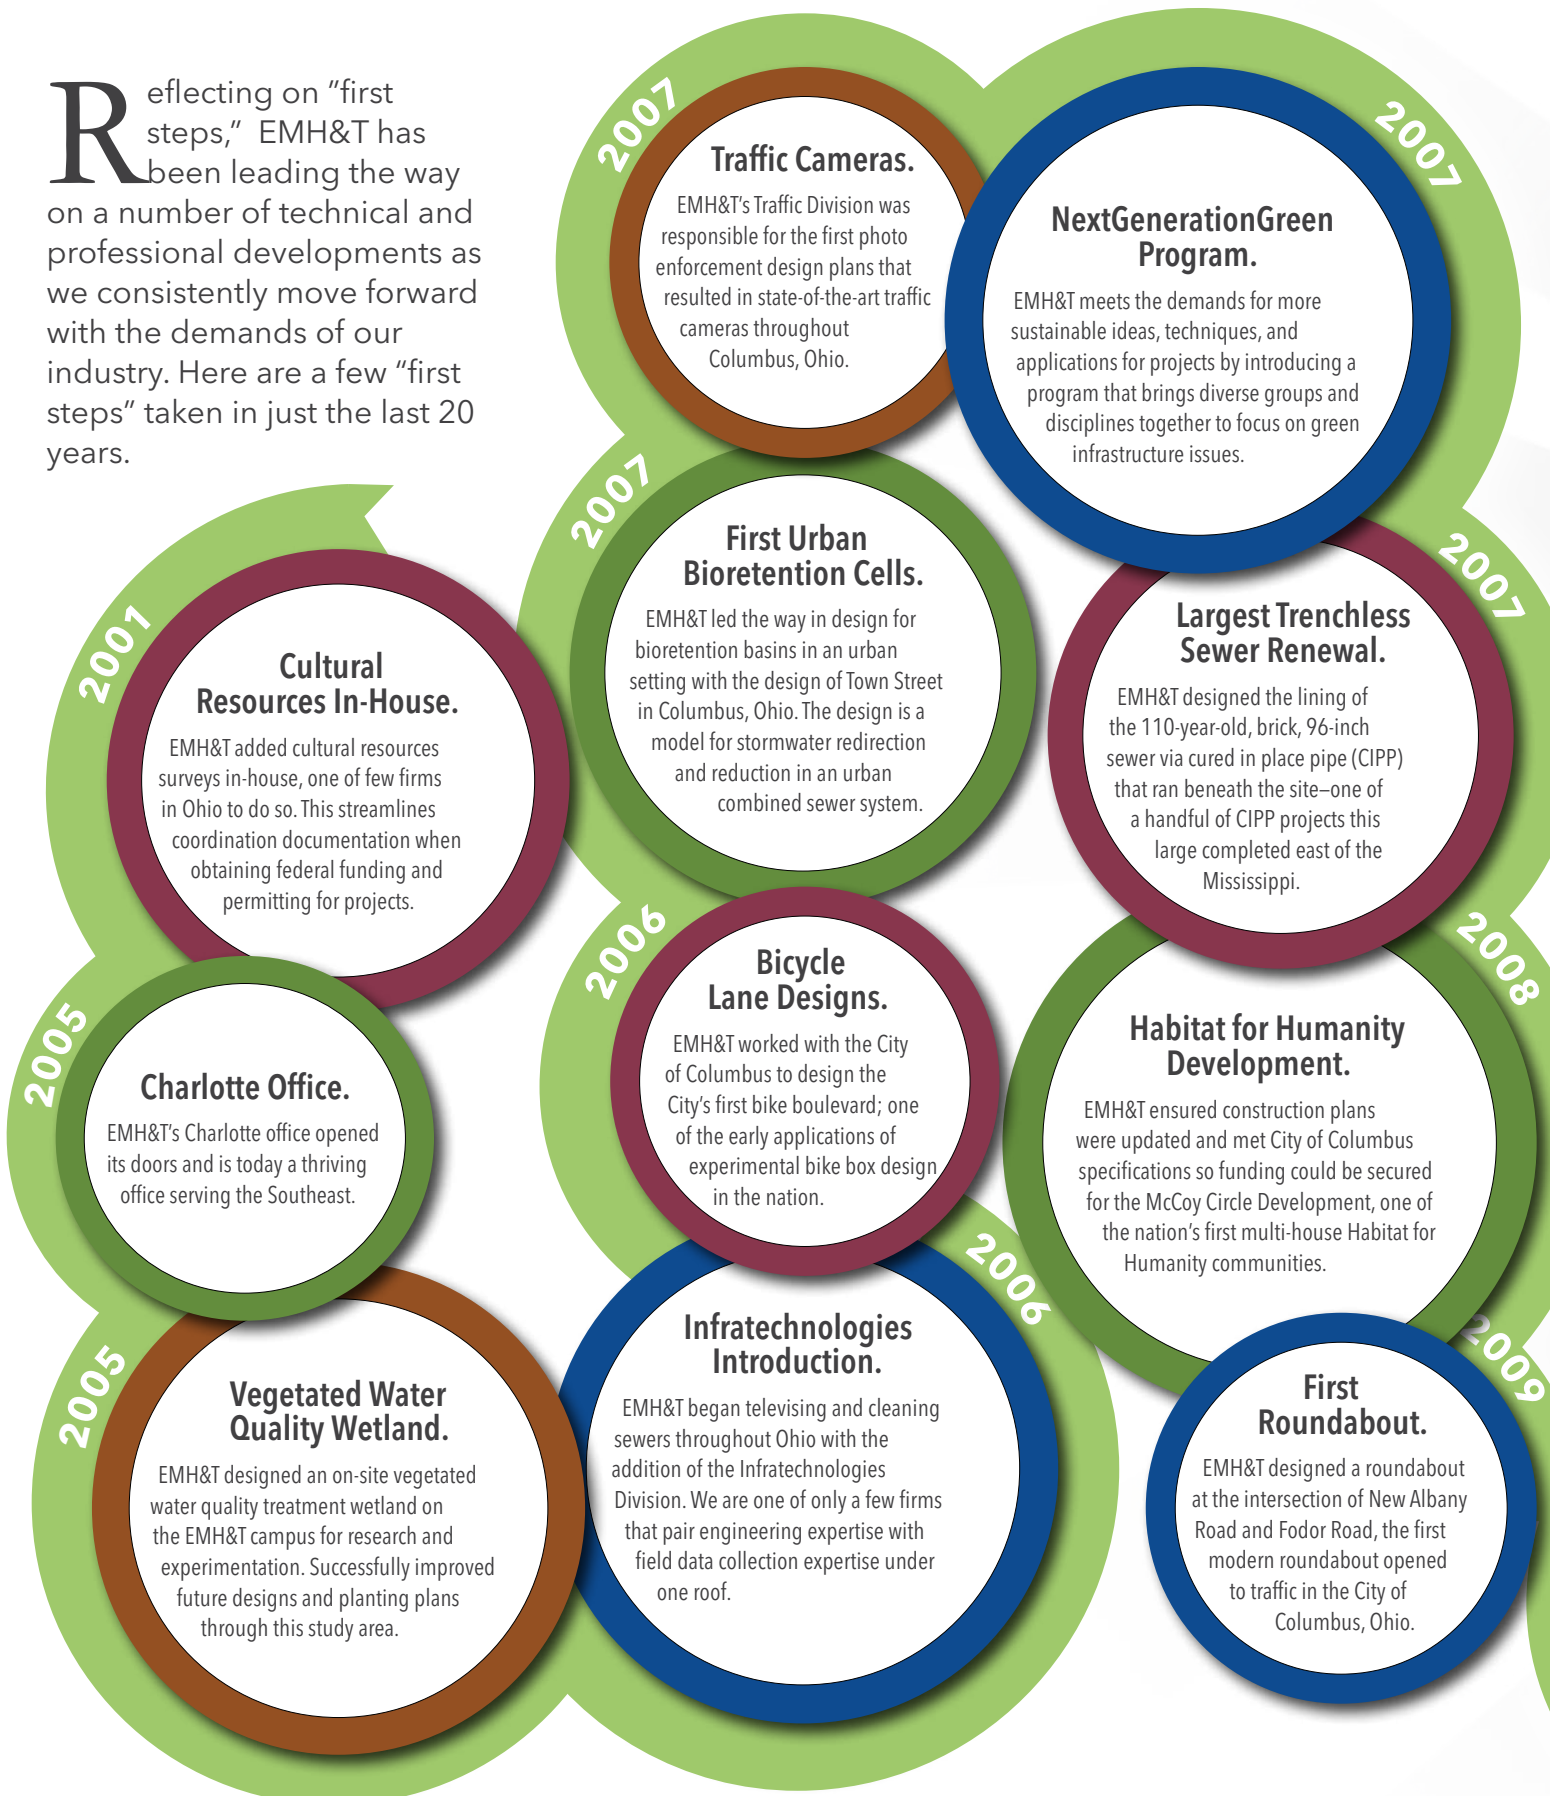 Reflecting on "first
steps," EMH&T has
been leading the way
on a number of technical and
professional developments as
we consistently move forward
with the demands of our
industry. Here are a few "first
steps" taken in just the last 20
years.
2001
Cultural
Resources In-House.
EMH&T added cultural resources
surveys in-house, one of few firms
in Ohio to do so. This streamlines
coordination documentation when
obtaining federal funding and
permitting for projects.
2005
Charlotte Office.
EMH&T's Charlotte office opened
its doors and is today a thriving
office serving the Southeast.
2005
Vegetated Water
Quality Wetland.
EMH&T designed an on-site vegetated
water quality treatment wetland on
the EMH&T campus for research and
experimentation. Successfully improved
future designs and planting plans
through this study area.
2006
Infratechnologies
Introduction.
EMH&T began televising and cleaning
sewers throughout Ohio with the
addition of the Infratechnologies
Division. We are one of only a few firms
that pair engineering expertise with
field data collection expertise under
one roof.
2006
Bicycle
Lane Designs.
EMH&T worked with the City
of Columbus to design the
City's first bike boulevard; one
of the early applications of
experimental bike box design
in the nation.
2007
First Urban
Bioretention Cells.
EMH&T led the way in design for
bioretention basins in an urban
setting with the design of Town Street
in Columbus, Ohio. The design is a
model for stormwater redirection
and reduction in an urban
combined sewer system.
2007
Traffic Cameras.
EMH&T's Traffic Division was
responsible for the first photo
enforcement design plans that
resulted in state-of-the-art traffic
cameras throughout
Columbus, Ohio.
2007
NextGenerationGreen
Program.
EMH&T meets the demands for more
sustainable ideas, techniques, and
applications for projects by introducing a
program that brings diverse groups and
disciplines together to focus on green
infrastructure issues.
2007
Largest Trenchless
Sewer Renewal.
EMH&T designed the lining of
the 110-year-old, brick, 96-inch
sewer via cured in place pipe (CIPP)
that ran beneath the site—one of
a handful of CIPP projects this
large completed east of the
Mississippi.
2008
Habitat for Humanity
Development.
EMH&T ensured construction plans
were updated and met City of Columbus
specifications so funding could be secured
for the McCoy Circle Development, one of
the nation's first multi-house Habitat for
Humanity communities.
2009
First
Roundabout.
EMH&T designed a roundabout
at the intersection of New Albany
Road and Fodor Road, the first
modern roundabout opened
to traffic in the City of
Columbus, Ohio.